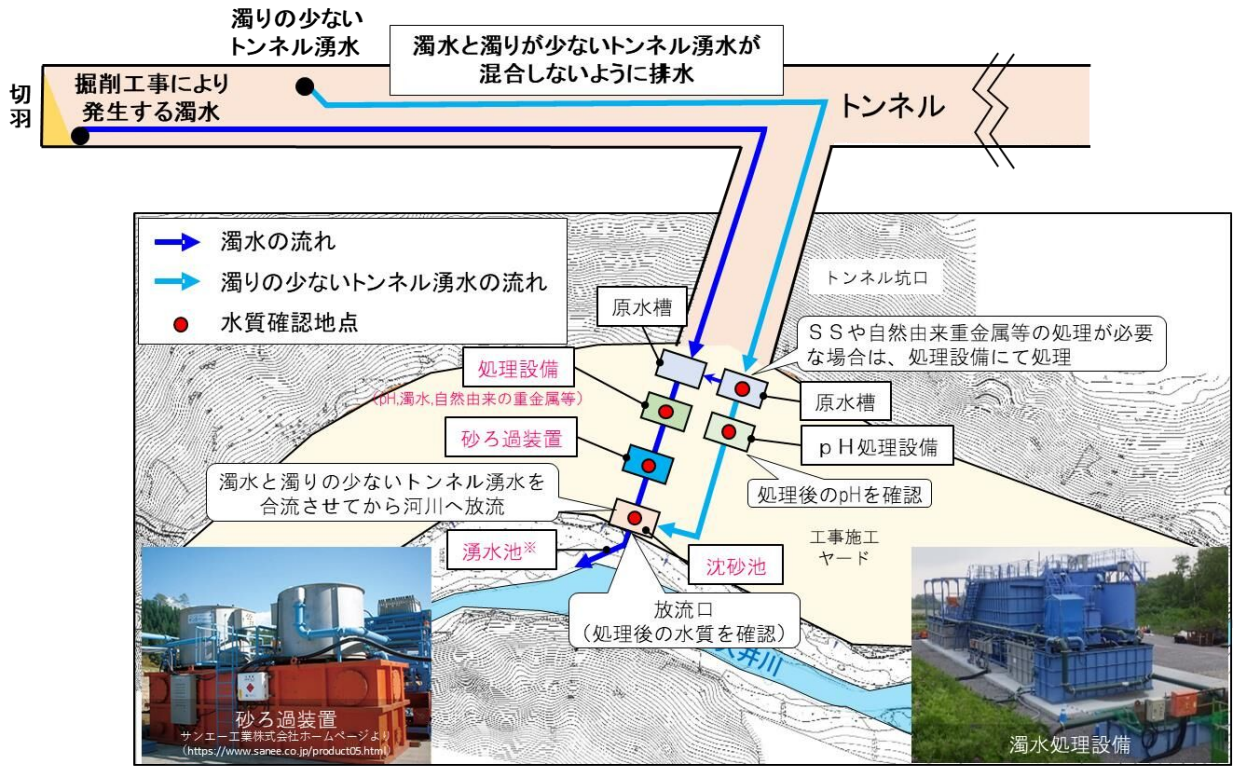 濁りの少ない
トンネル湧水
濁水と濁りが少ないトンネル湧水が
混合しないように排水
切羽
掘削工事により
発生する濁水
トンネル
濁水の流れ
濁りの少ないトンネル湧水の流れ
水質確認地点
トンネル坑口
原水槽
SSや自然由来重金属等の処理が必要
な場合は、処理設備にて処理
処理設備
(pH,濁水,自然由来の重金属等)
原水槽
砂ろ過装置
pH処理設備
濁水と濁りの少ないトンネル湧水を
合流させてから河川へ放流
処理後のpHを確認
工事施工
ヤード
湧水池※
沈砂池
放流口
(処理後の水質を確認)
大井川
砂ろ過装置
サンエー工業株式会社ホームページより
(https://www.sanee.co.jp/product05.html)
濁水処理設備